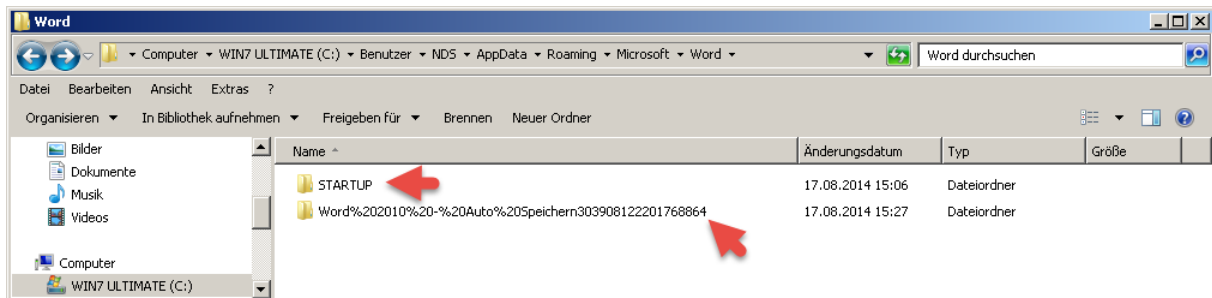 Word
Computer WIN7 ULTIMATE (C:) Benutzer NDS AppData Roaming Microsoft Word
Word durchsuchen
Datei Bearbeiten Ansicht Extras ?
Organisieren In Bibliothek aufnehmen Freigeben für Brennen Neuer Ordner
Bilder
Dokumente
Musik
Videos
Computer
WIN7 ULTIMATE (C:)
Name Änderungsdatum Typ Größe
STARTUP 17.08.2014 15:06 Dateiordner
Word%202010%20-%20Auto%20Speichern303908122201768864 17.08.2014 15:27 Dateiordner